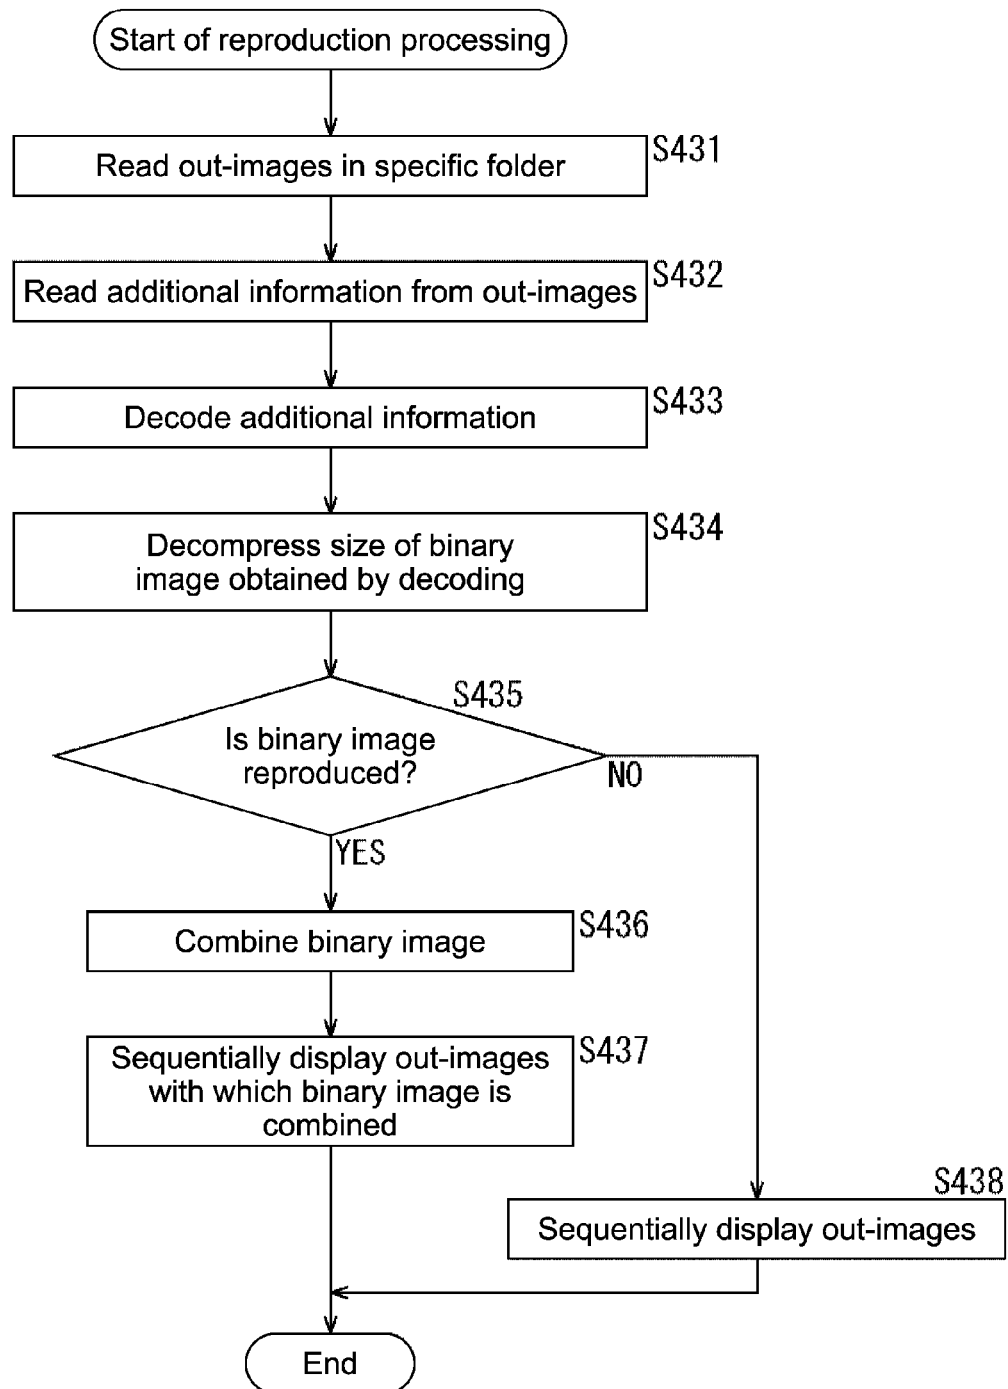 Start of reproduction processing
S431
Read out-images in specific folder
S432
Read additional information from out-images
S433
Decode additional information
S434
Decompress size of binary
image obtained by decoding
S435
Is binary image
reproduced?
NO
YES
S436
Combine binary image
S437
Sequentially display out-images
with which binary image is
combined
S438
Sequentially display out-images
End